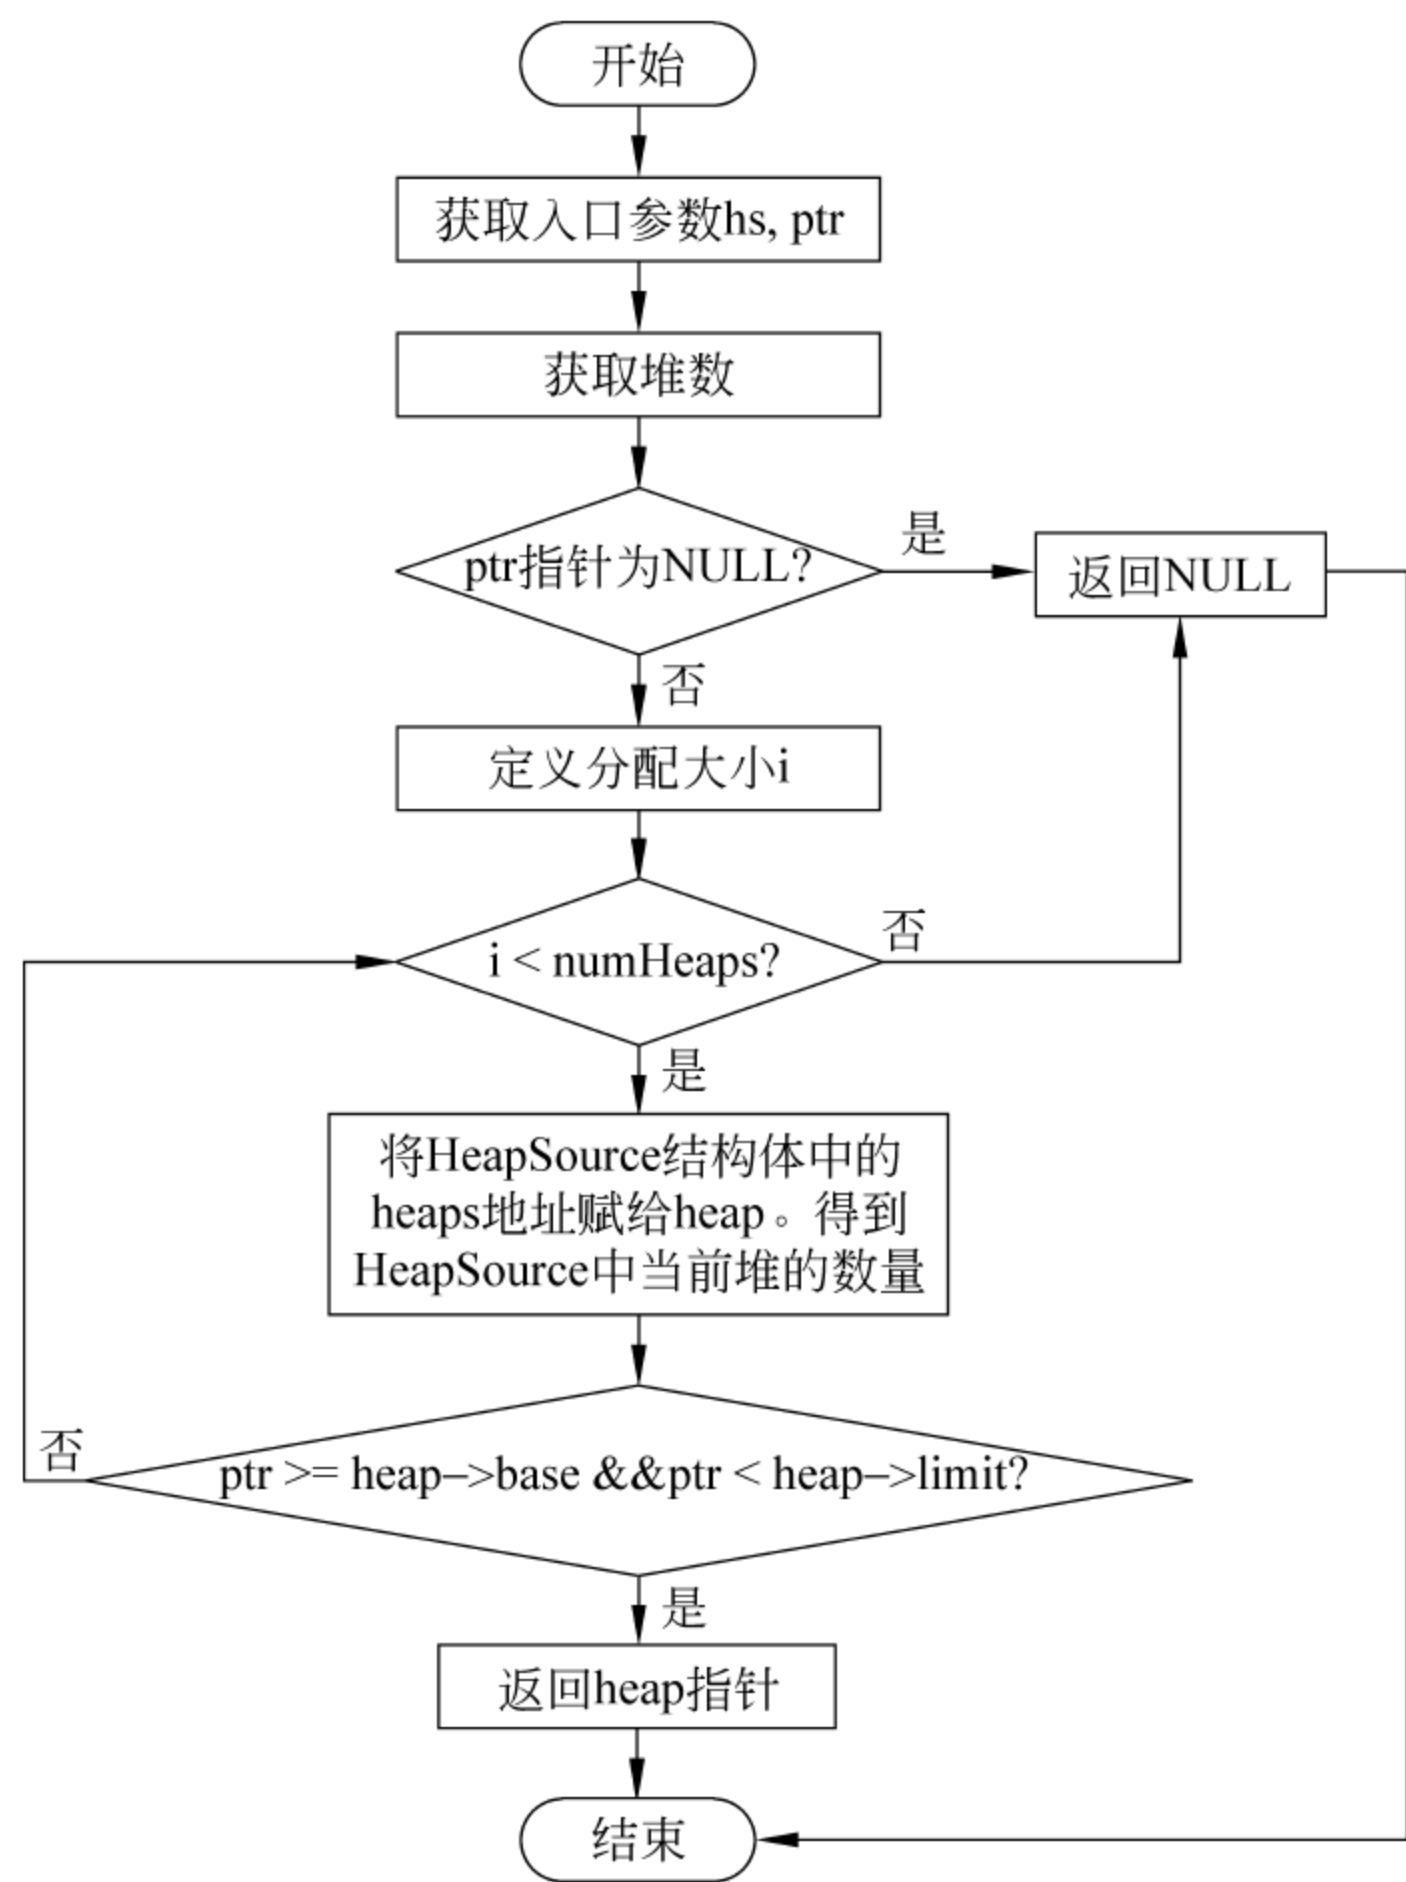 开始
获取入口参数hs, ptr
获取堆数
ptr指针为NULL?
是
返回NULL
否
定义分配大小i
i < numHeaps?
否
是
将HeapSource结构体中的
heaps地址赋给heap。得到
HeapSource中当前堆的数量
否
ptr >= heap–>base &&ptr < heap–>limit?
是
返回heap指针
结束